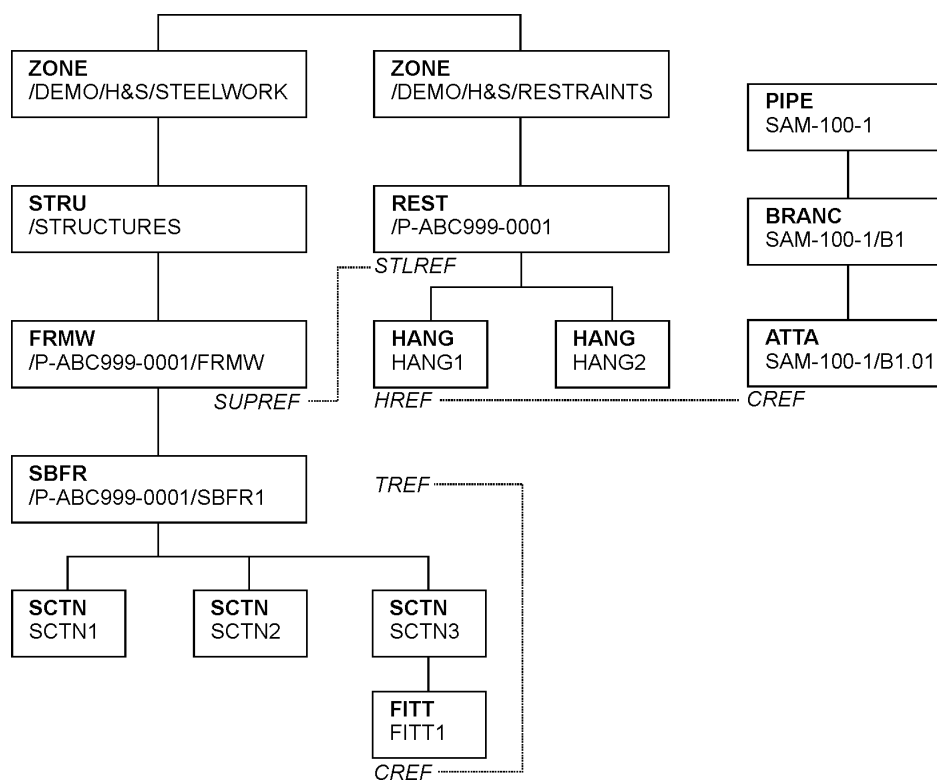 ZONE
/DEMO/H&S/STEELWORK
ZONE
/DEMO/H&S/RESTRAINTS
PIPE
SAM-100-1
STRU
/STRUCTURES
REST
/P-ABC999-0001
BRANC
SAM-100-1/B1
STLREF
FRMW
/P-ABC999-0001/FRMW
HANG
HANG1
HANG
HANG2
ATTA
SAM-100-1/B1.01
SUPREF
HREF
CREF
SBFR
/P-ABC999-0001/SBFR1
TREF
SCTN
SCTN1
SCTN
SCTN2
SCTN
SCTN3
FITT
FITT1
CREF